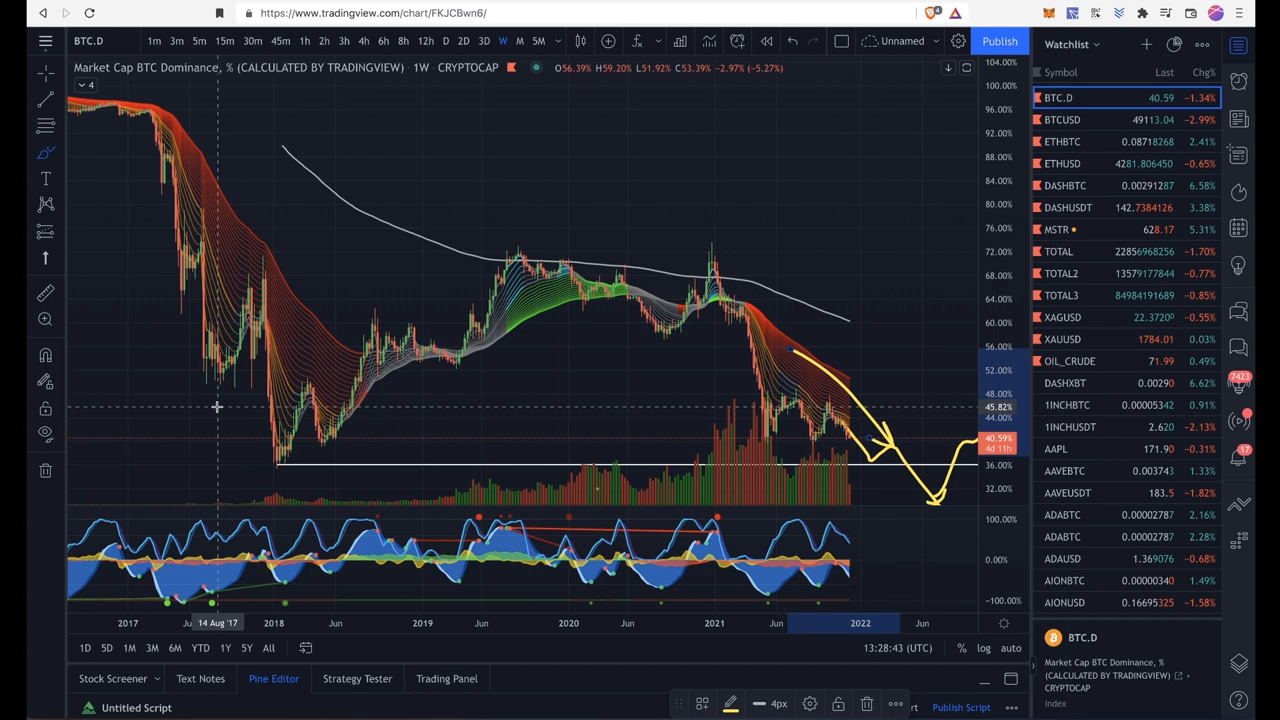 https://www.tradingview.com/chart/FKJCBwn6/
4
BTC.D 1m 3m 5m 15m 30m 45m 1h 2h 3h 4h 6h 8h 12h D 2D 3D W M 5M Unnamed Publish
Market Cap BTC Dominance, % (CALCULATED BY TRADINGVIEW) · 1W · CRYPTOCAP O56.39% H59.20% L51.92% C53.39% −2.97% (−5.27%)
4
104.00%
100.00%
96.00%
92.00%
88.00%
84.00%
80.00%
76.00%
72.00%
68.00%
64.00%
60.00%
56.00%
52.00%
48.00%
45.82%
44.00%
40.59%
4d 11h
36.00%
32.00%
100.00%
0.00%
−100.00%
2017 14 Aug '17 2018 Jun 2019 Jun 2020 Jun 2021 Jun 2022 Jun
1D 5D 1M 3M 6M YTD 1Y 5Y All 13:28:43 (UTC) % log auto
Stock Screener Text Notes Pine Editor Strategy Tester Trading Panel
Untitled Script 4px Publish Script
Watchlist
Symbol Last Chg%
BTC.D 40.59 −1.34%
BTCUSD 49113.04 −2.99%
ETHBTC 0.08718268 2.41%
ETHUSD 4281.806450 −0.65%
DASHBTC 0.00291287 6.58%
DASHUSDT 142.7384126 3.38%
MSTR 628.17 5.31%
TOTAL 22856968256 −1.70%
TOTAL2 13579177844 −0.77%
TOTAL3 84984191689 −0.85%
XAGUSD 22.3720 −0.55%
XAUUSD 1784.01 0.03%
OIL_CRUDE 71.99 0.49%
DASHXBT 0.00290 6.62%
1INCHBTC 0.00005342 0.91%
1INCHUSDT 2.620 −2.13%
AAPL 171.90 −0.31%
AAVEBTC 0.003743 1.33%
AAVEUSDT 183.5 −1.82%
ADABTC 0.00002787 2.16%
ADABTC 0.00002787 2.28%
ADAUSD 1.369076 −0.68%
AIONBTC 0.00000340 1.49%
AIONUSD 0.16695325 −1.58%
BTC.D
Market Cap BTC Dominance, %
(CALCULATED BY TRADINGVIEW)
CRYPTOCAP
Index
7423
17